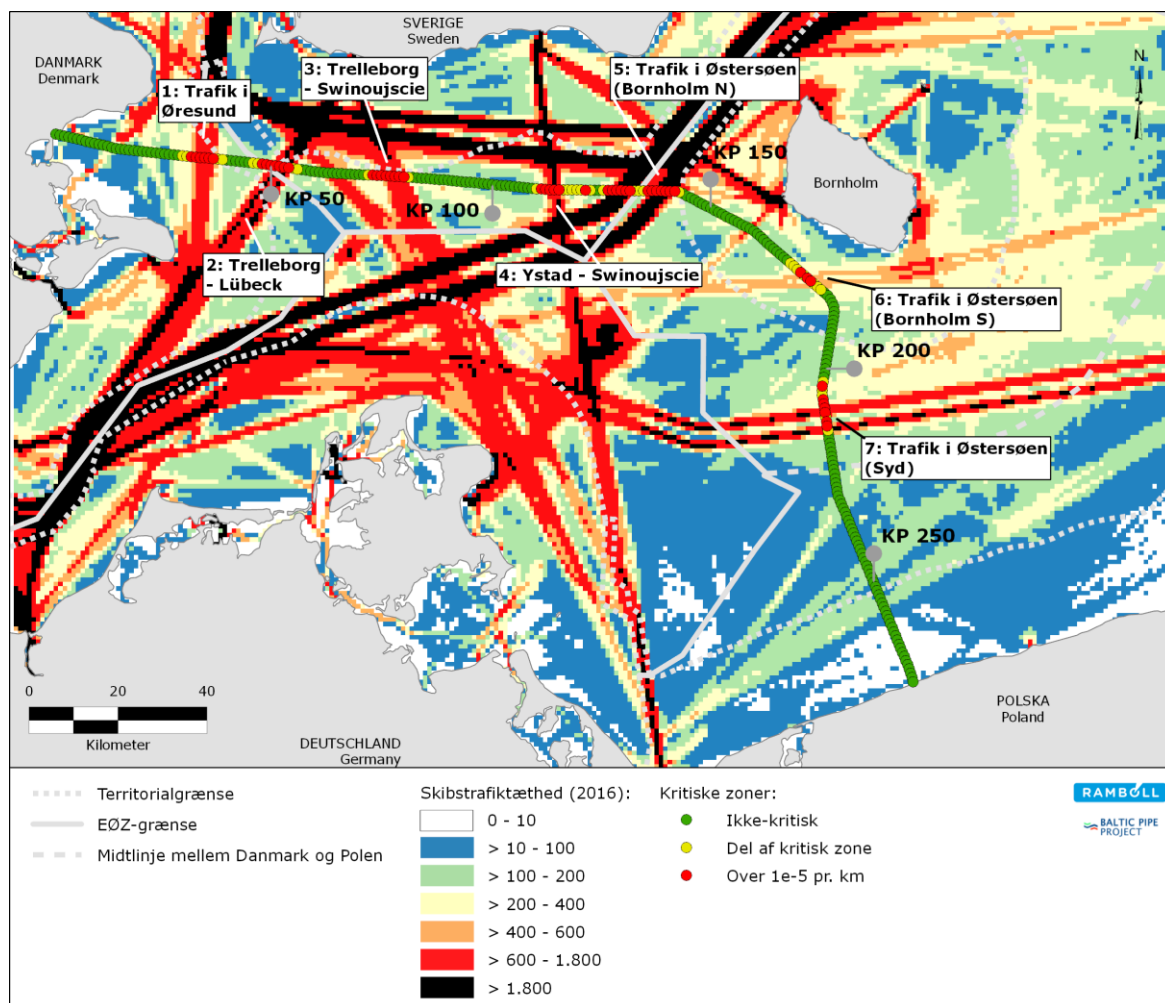 SVERIGE
Sweden
DANMARK
Denmark
1: Trafik i
Øresund
3: Trelleborg
- Swinoujscie
5: Trafik i Østersøen
(Bornholm N)
N
KP 150
Bornholm
KP 50
KP 100
2: Trelleborg
- Lübeck
4: Ystad - Swinoujscie
6: Trafik i Østersøen
(Bornholm S)
KP 200
7: Trafik i Østersøen
(Syd)
KP 250
0 20 40
Kilometer
DEUTSCHLAND
Germany
POLSKA
Poland
Territorialgrænse
EØZ-grænse
Midtlinje mellem Danmark og Polen
Skibstrafiktæthed (2016):
0 - 10
> 10 - 100
> 100 - 200
> 200 - 400
> 400 - 600
> 600 - 1.800
> 1.800
Kritiske zoner:
Ikke-kritisk
Del af kritisk zone
Over 1e-5 pr. km
RAMBOLL
BALTIC PIPE
PROJECT